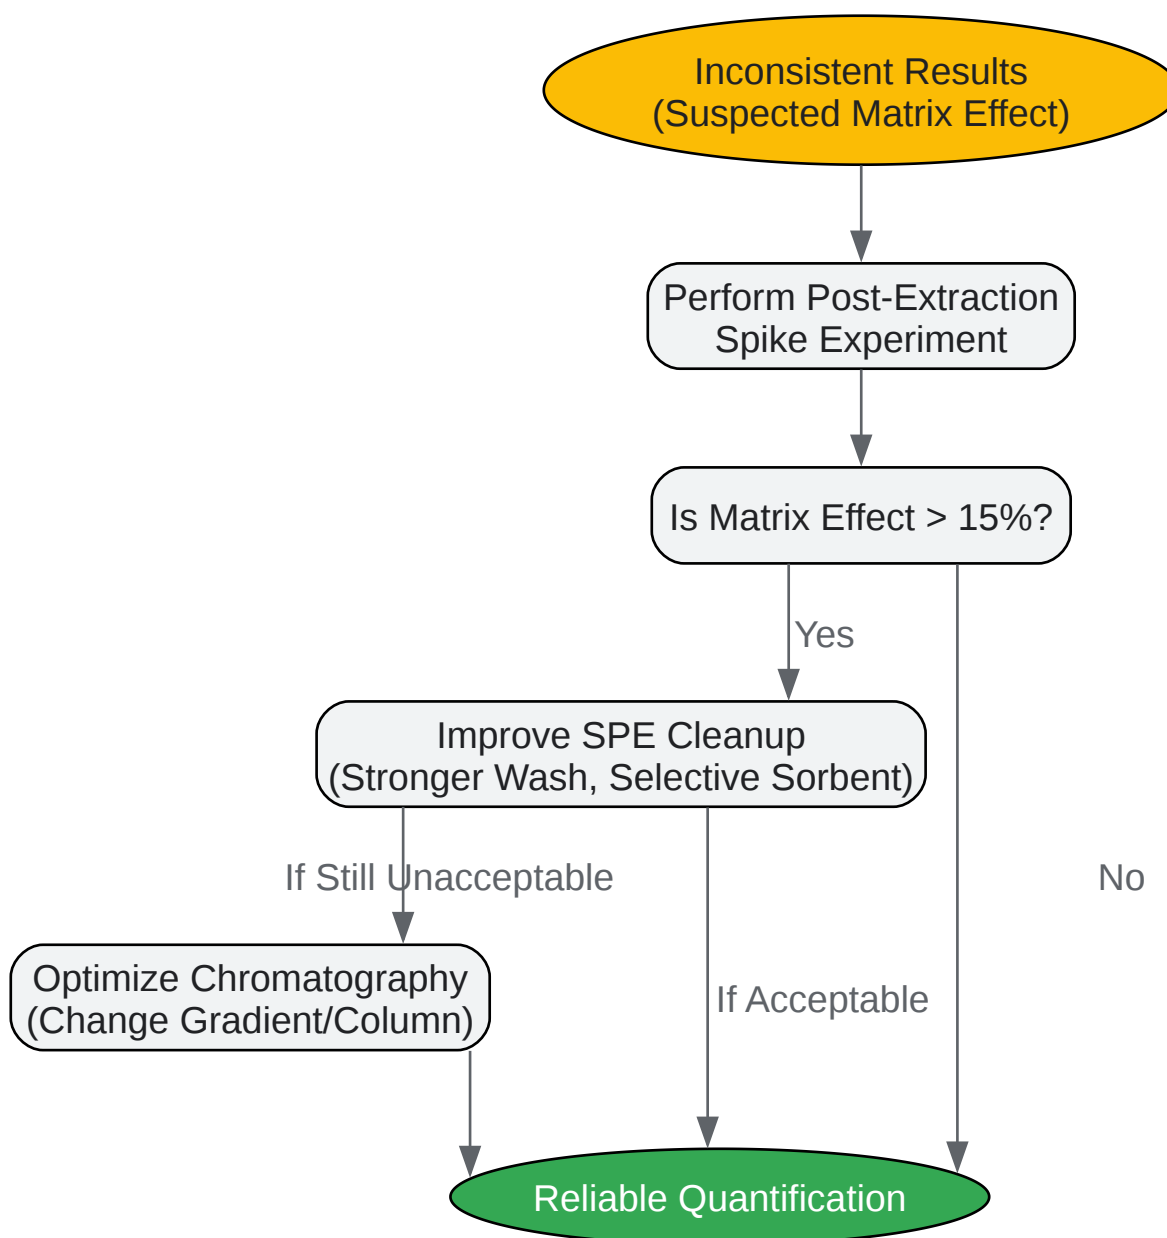 Inconsistent Results
(Suspected Matrix Effect)
Perform Post-Extraction
Spike Experiment
Is Matrix Effect > 15%?
Yes
Improve SPE Cleanup
(Stronger Wash, Selective Sorbent)
If Still Unacceptable
No
Optimize Chromatography
(Change Gradient/Column)
If Acceptable
Reliable Quantification